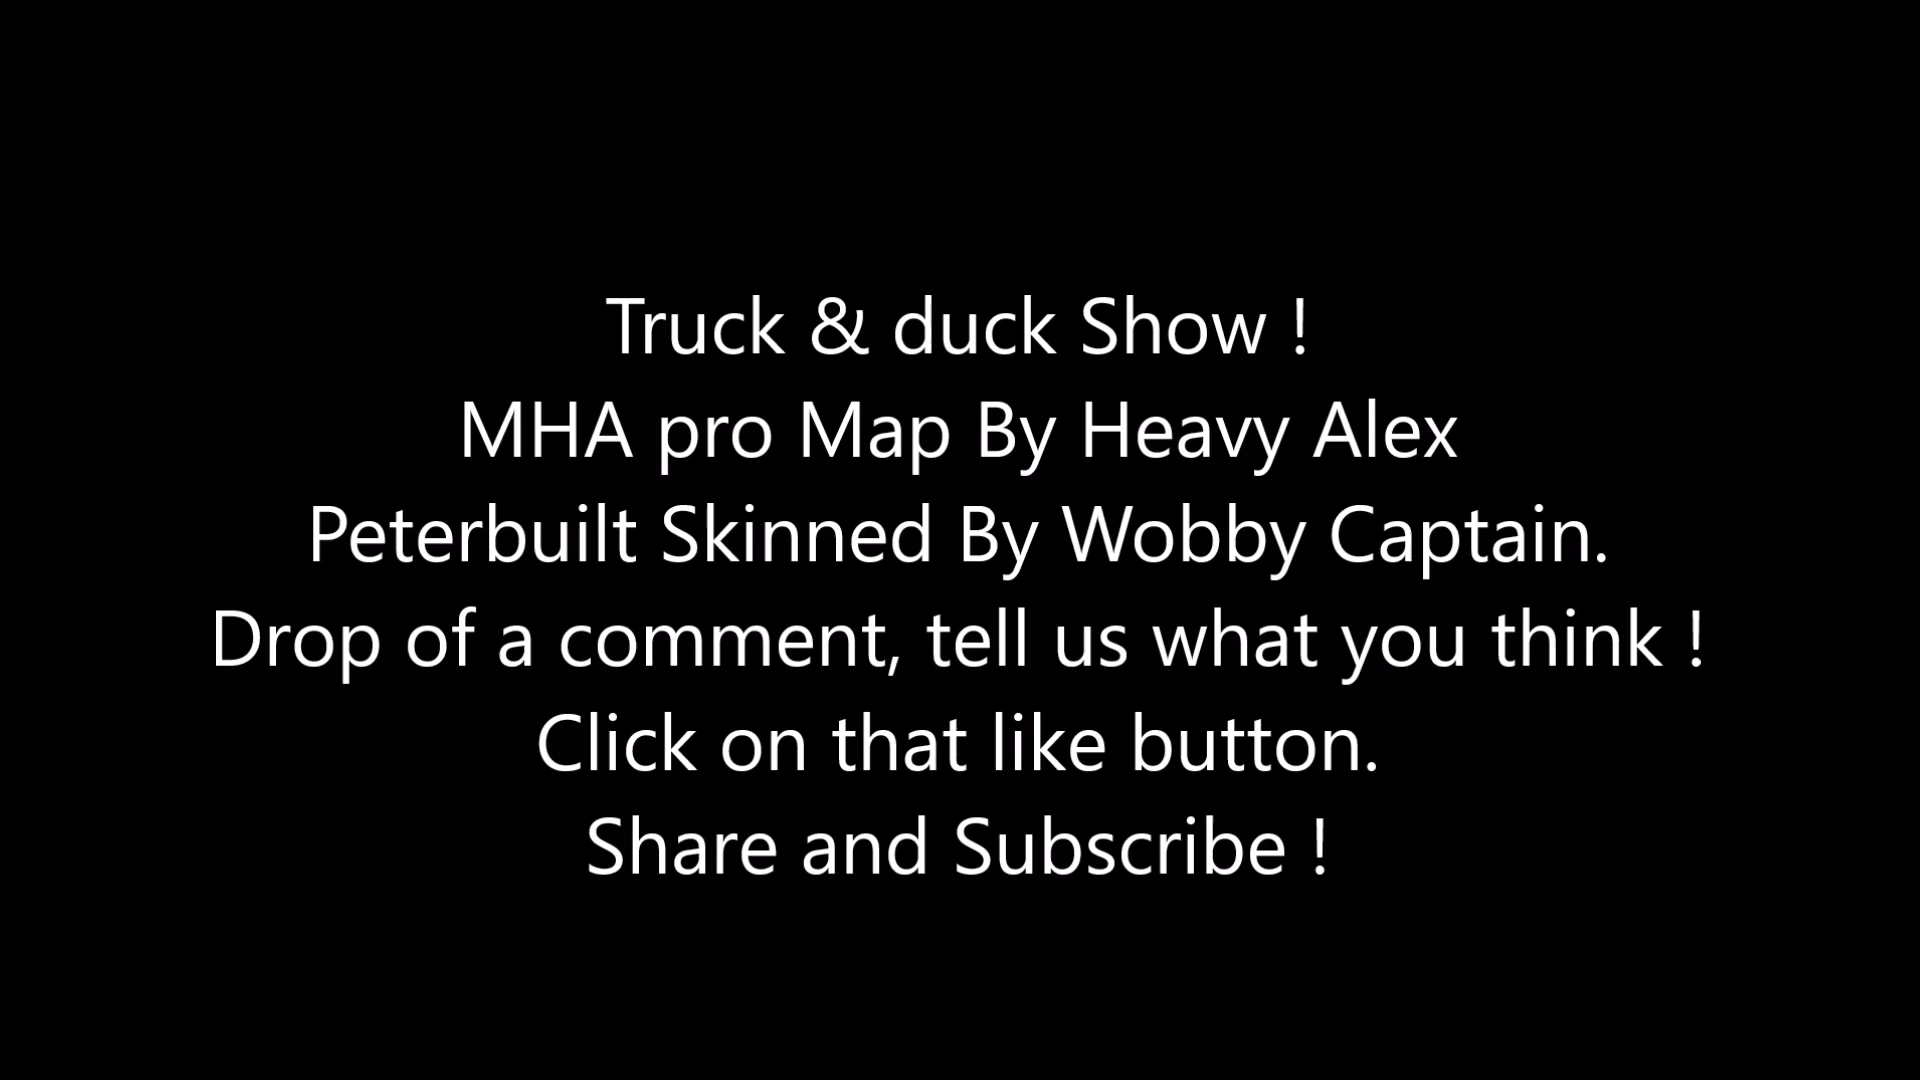 Truck & duck Show !
MHA pro Map By Heavy Alex
Peterbuilt Skinned By Wobby Captain.
Drop of a comment, tell us what you think !
Click on that like button.
Share and Subscribe !